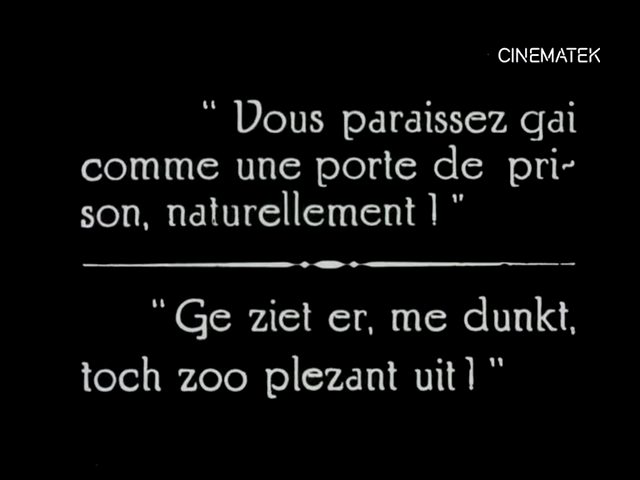 CINEMATEK
“ Vous paraissez gai
comme une porte de pri-
son, naturellement ! ”
“ Ge ziet er, me dunkt,
toch zoo plezant uit ! ”